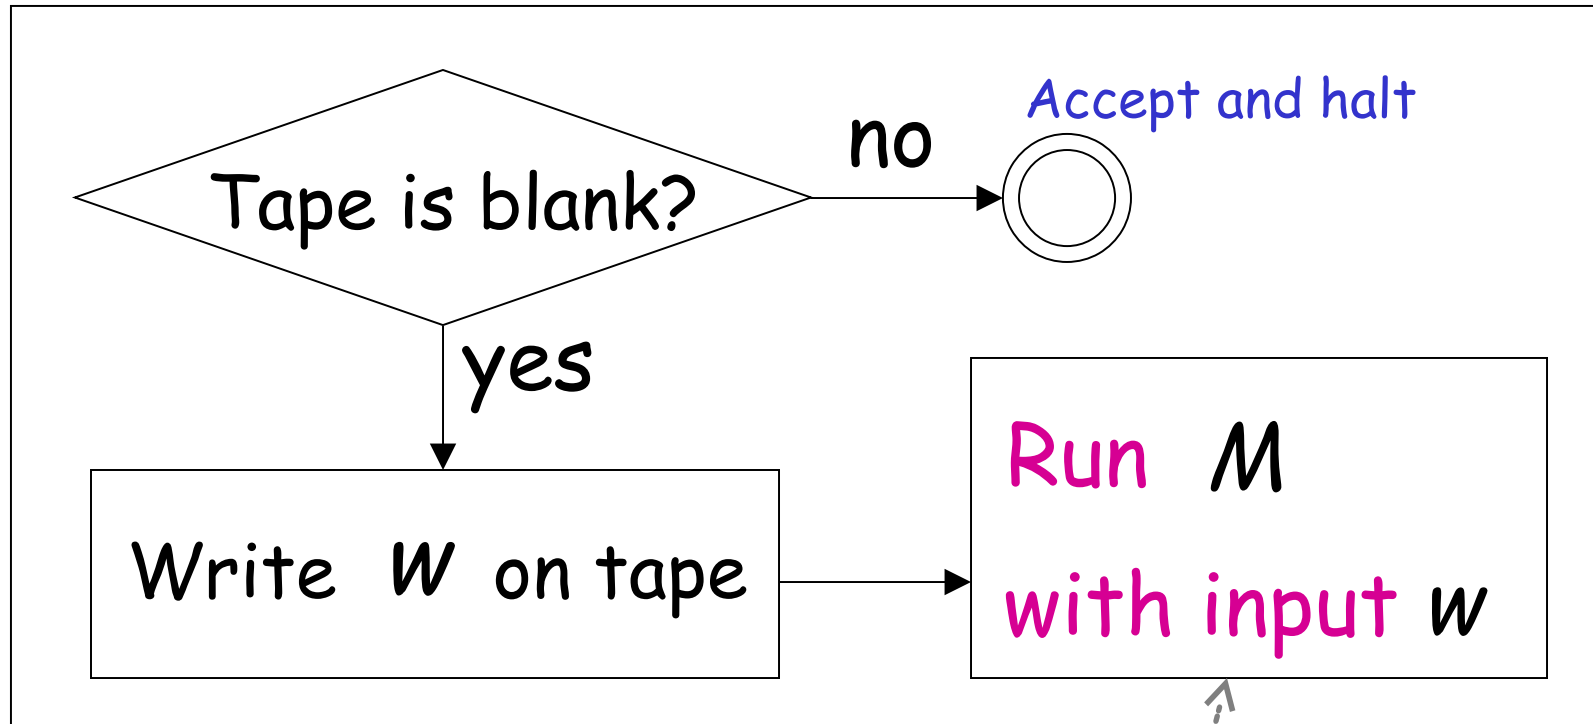 Accept and halt
no
Tape is blank?
yes
Run M
Write w on tape
with input w